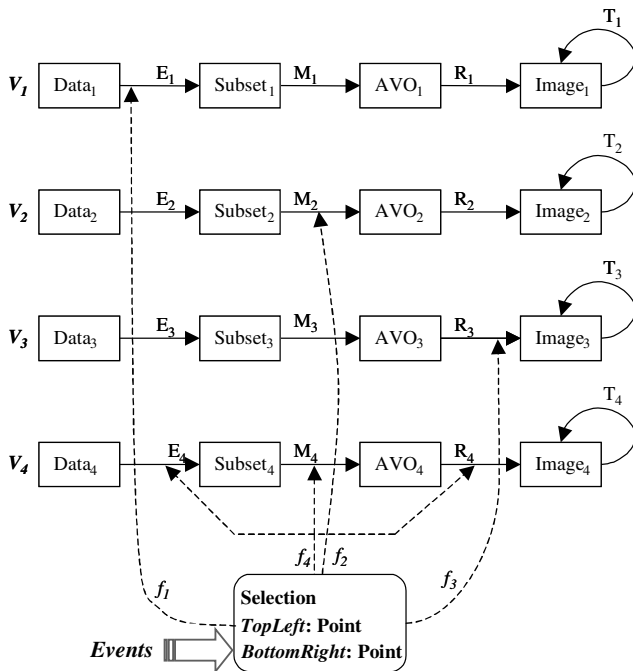 T₁
V₁ Data₁ E₁ Subset₁ M₁ AVO₁ R₁ Image₁
T₂
V₂ Data₂ E₂ Subset₂ M₂ AVO₂ R₂ Image₂
T₃
V₃ Data₃ E₃ Subset₃ M₃ AVO₃ R₃ Image₃
T₄
V₄ Data₄ E₄ Subset₄ M₄ AVO₄ R₄ Image₄
f₁ f₄ f₂ f₃
Selection
TopLeft: Point
Events BottomRight: Point